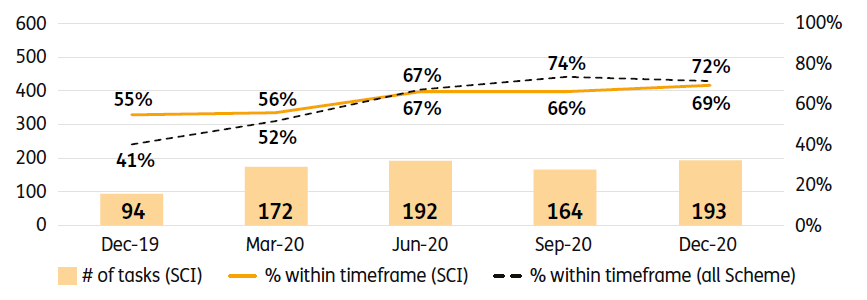 600 100%
500 74% 72% 80%
67%
400 55% 56% 60%
67% 66% 69%
300 52%
41% 40%
200
100 20%
0 94 172 192 164 193 0%
Dec-19 Mar-20 Jun-20 Sep-20 Dec-20
# of tasks (SCI) % within timeframe (SCI) % within timeframe (all Scheme)